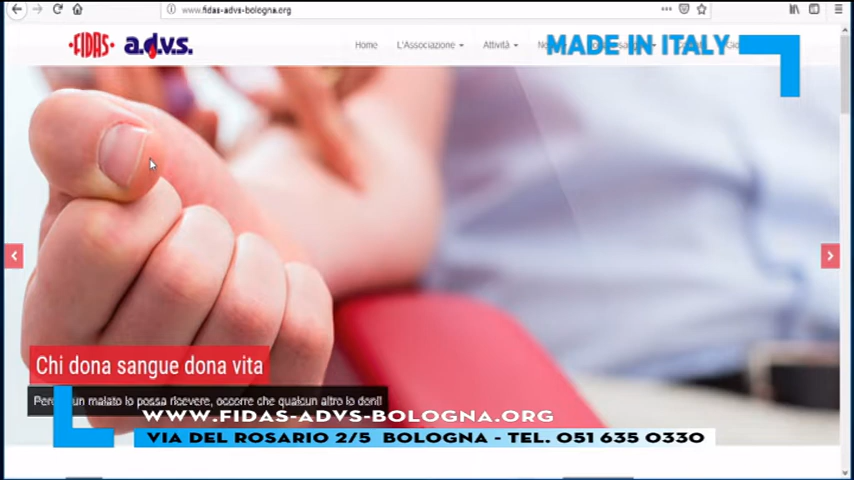 www.fidas-advs-bologna.org
FIDAS a.d.v.s.
Home L'Associazione Attività
MADE IN ITALY
Chi dona sangue dona vita
un malato lo possa ricevere, occorre che qualcun altro lo doni!
WWW.FIDAS-ADVS-BOLOGNA.ORG
VIA DEL ROSARIO 2/5 BOLOGNA - TEL. 051 635 0330